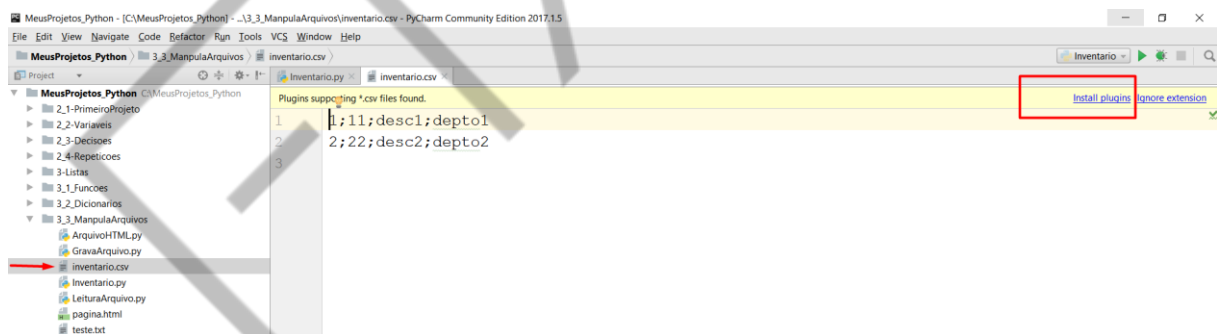 MeusProjetos_Python - [C:\MeusProjetos_Python] - ...\3_3_ManpulaArquivos\inventario.csv - PyCharm Community Edition 2017.1.5
File Edit View Navigate Code Refactor Run Tools VCS Window Help
MeusProjetos_Python 3_3_ManpulaArquivos inventario.csv Inventario
Project Inventario.py inventario.csv
MeusProjetos_Python C:\MeusProjetos_Python
Plugins supporting *.csv files found. Install plugins Ignore extension
2_1-PrimeiroProjeto
2_2-Variaveis
2_3-Decisoes
2_4-Repeticoes
3-Listas
3_1_Funcoes
3_2_Dicionarios
3_3_ManpulaArquivos
ArquivoHTML.py
GravaArquivo.py
inventario.csv
Inventario.py
LeituraArquivo.py
pagina.html
teste.txt
1 1;11;desc1;depto1
2 2;22;desc2;depto2
3